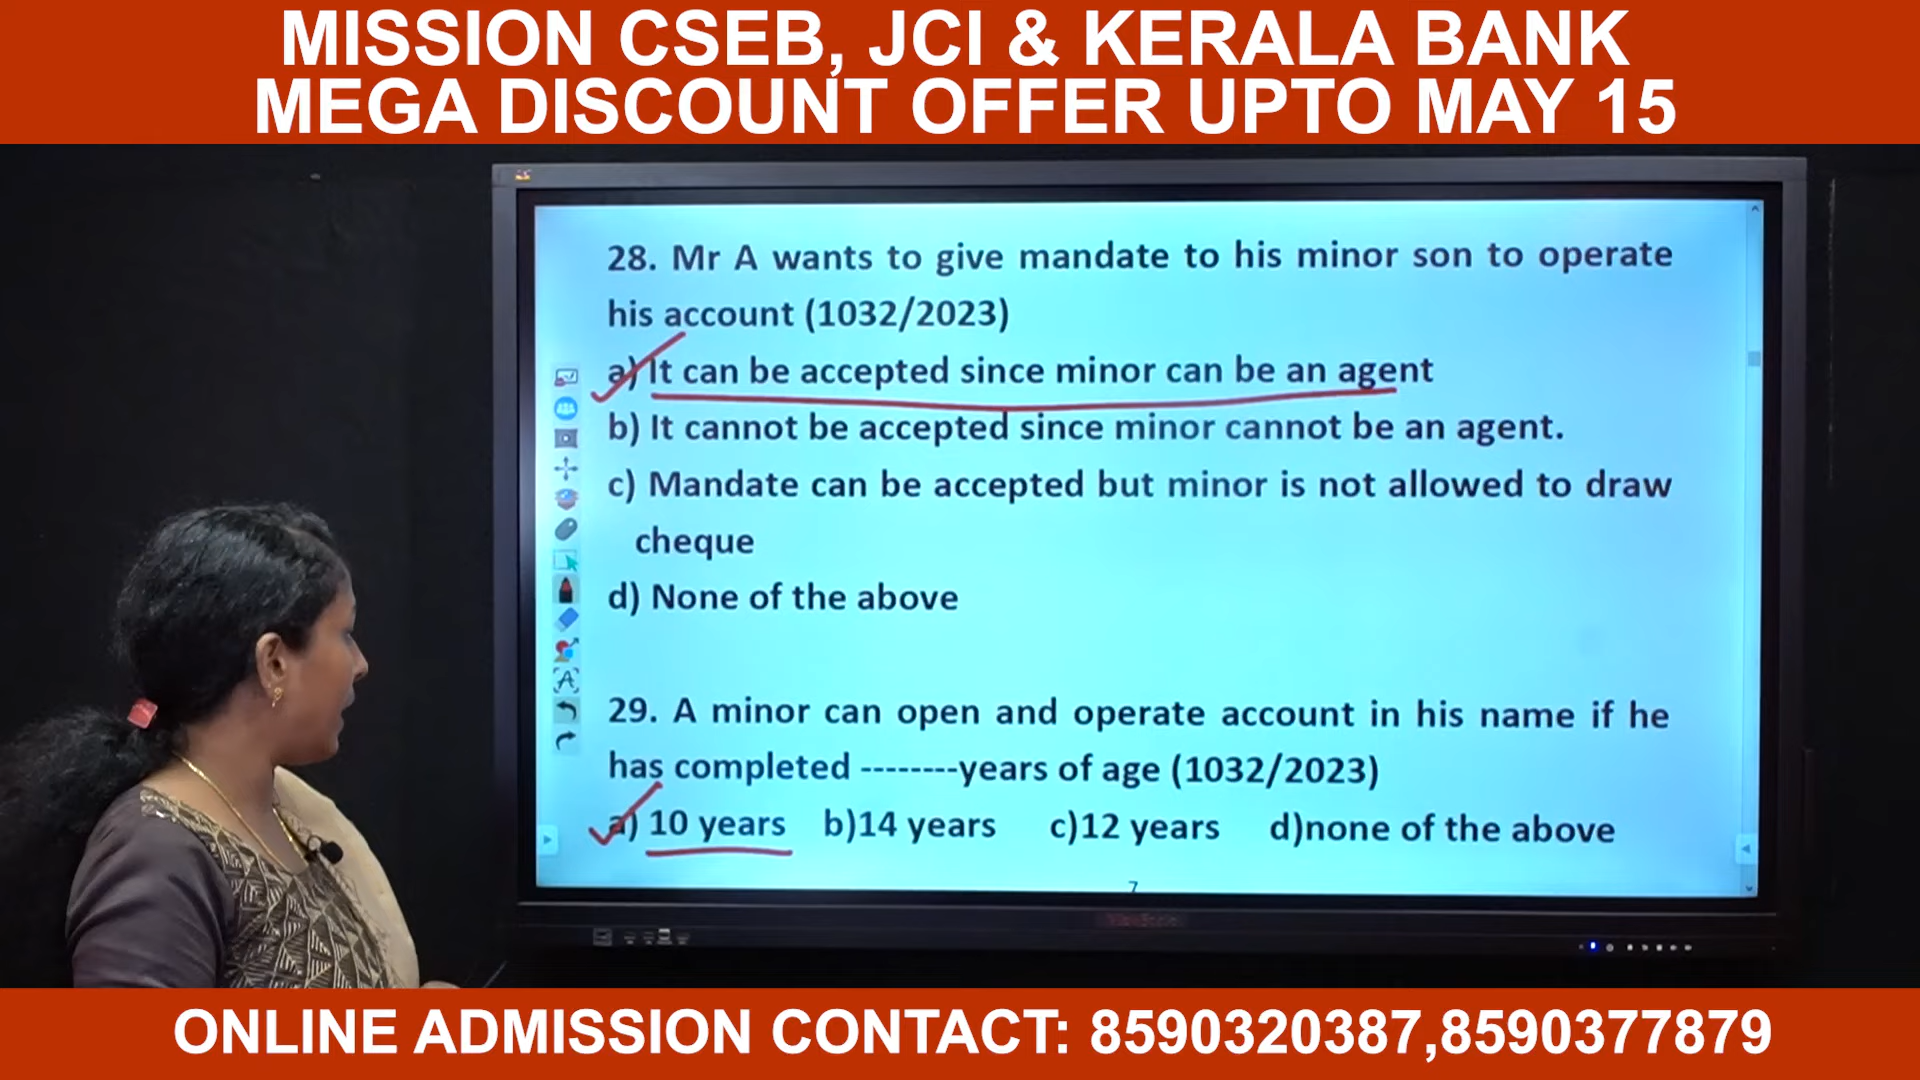 MISSION CSEB, JCI & KERALA BANK
MEGA DISCOUNT OFFER UPTO MAY 15
28. Mr A wants to give mandate to his minor son to operate
his account (1032/2023)
a) It can be accepted since minor can be an agent
b) It cannot be accepted since minor cannot be an agent.
c) Mandate can be accepted but minor is not allowed to draw
cheque
d) None of the above
29. A minor can open and operate account in his name if he
has completed --------years of age (1032/2023)
a) 10 years b)14 years c)12 years d)none of the above
7
ViewSonic
ONLINE ADMISSION CONTACT: 8590320387,8590377879